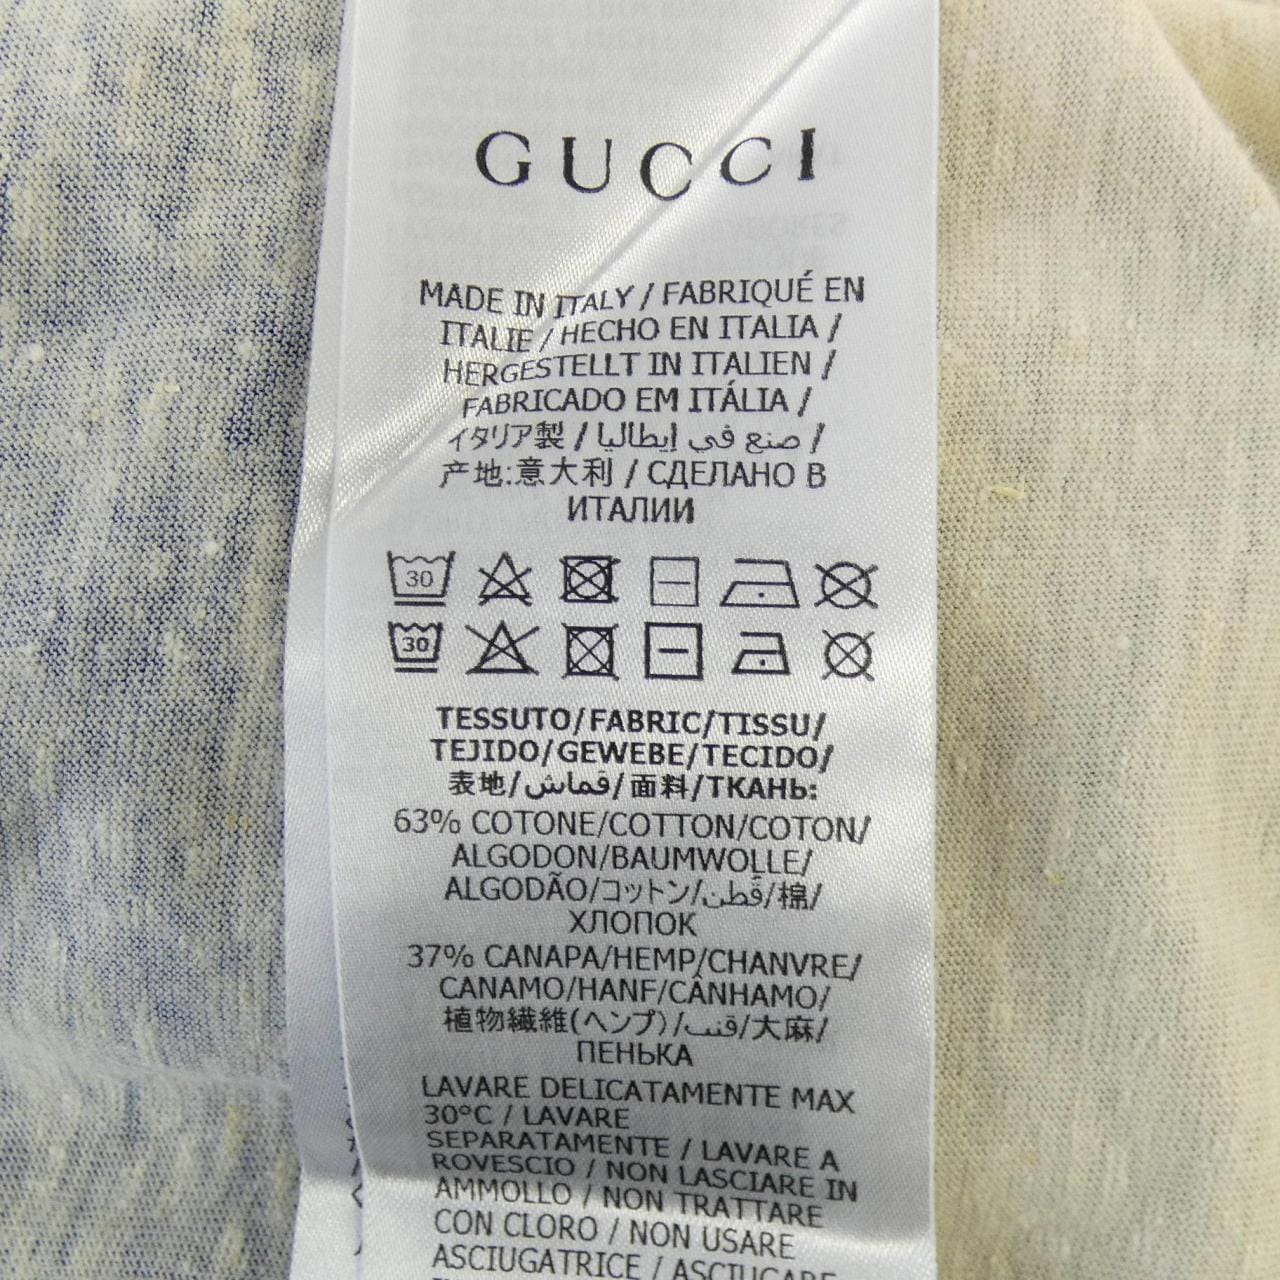 GUCCI
MADE IN ITALY / FABRIQUÉ EN
ITALIE / HECHO EN ITALIA /
HERGESTELLT IN ITALIEN /
FABRICADO EM ITÁLIA /
イタリア製 / صنع في إيطاليا /
产地:意大利 / СДЕЛАНО В
ИТАЛИИ
30
30
TESSUTO/FABRIC/TISSU/
TEJIDO/GEWEBE/TECIDO/
表地/قماش/面料/ТКАНЬ:
63% COTONE/COTTON/COTON/
ALGODON/BAUMWOLLE/
ALGODÃO/コットン/قطن/棉/
ХЛОПОК
37% CANAPA/HEMP/CHANVRE/
CANAMO/HANF/CÂNHAMO/
植物繊維(ヘンプ)/قنب/大麻/
ПЕНЬКА
LAVARE DELICATAMENTE MAX
30°C / LAVARE
SEPARATAMENTE / LAVARE A
ROVESCIO / NON LASCIARE IN
AMMOLLO / NON TRATTARE
CON CLORO / NON USARE
ASCIUGATRICE / ASCIUGARE